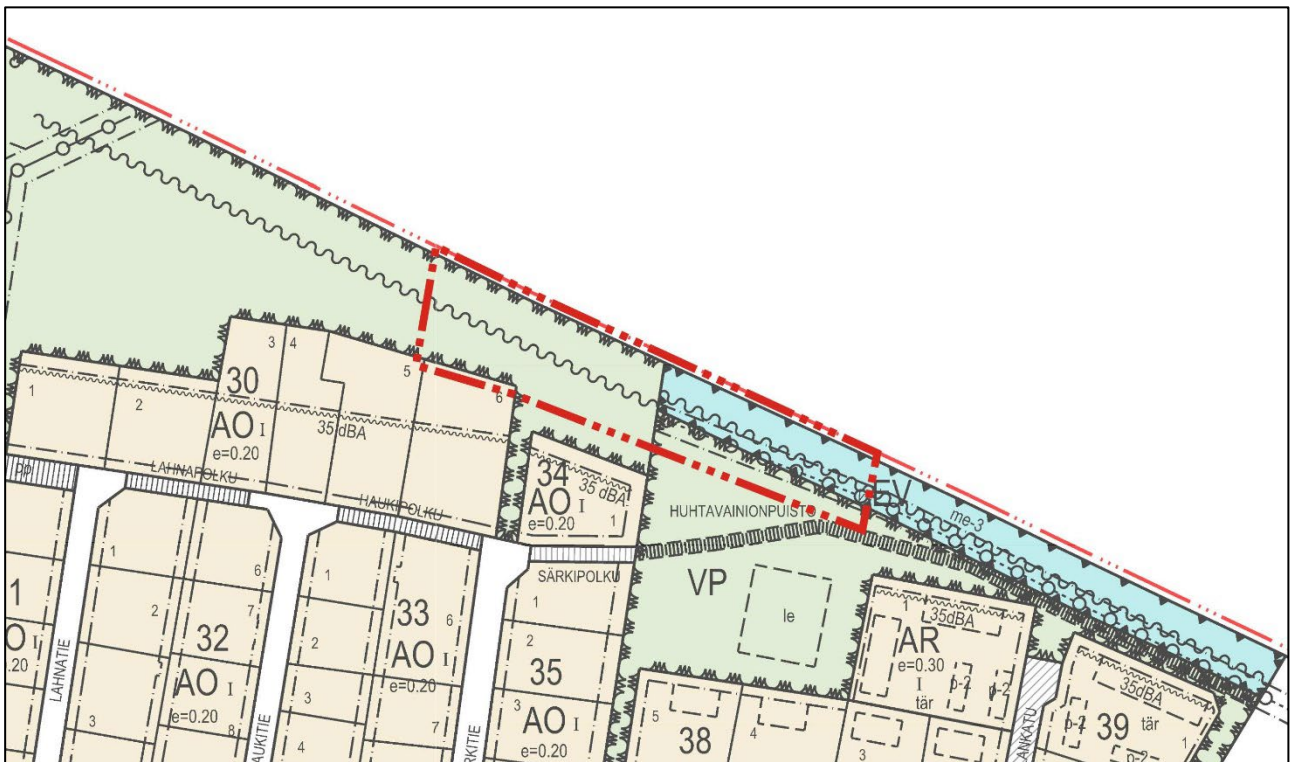 3 4
30
5
6
1
2
AO I
35 dBA
e=0.20
34
35 dBA
AO I
1
e=0.20
pp
LAHNAPOLKU
HAUKIPOLKU
HUHTAVAINIONPUISTO
EV
me-3
SÄRKIPOLKU
VP
le
1
6
1
1
1
35dBA
AR
e=0.30
I
tär
p-2
p-2
2
32
7
2
33
6
2
35
AO I
e=0.20
AO I
e=0.20
LAHNATIE
3
8
3
4
7
3
AO I
e=0.20
5
38
4
3
35dBA
39
tär
p-2
1
p-2